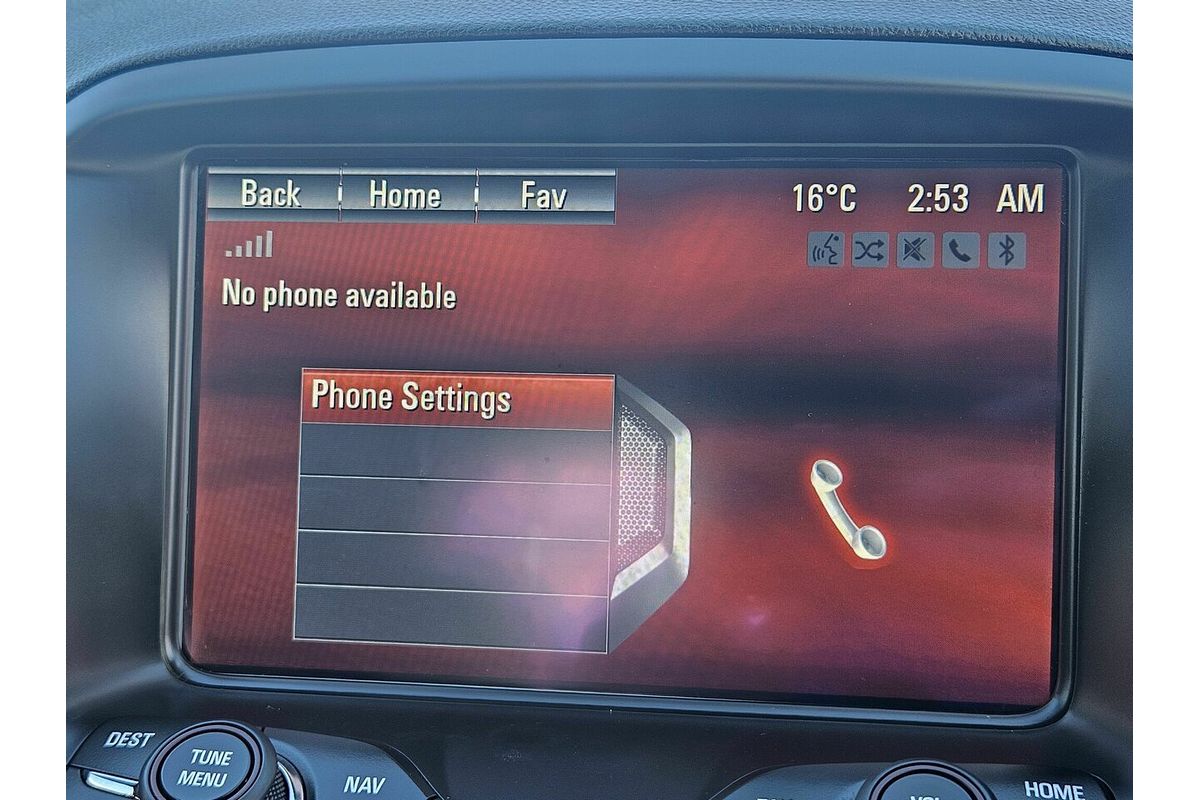 Back Home Fav 16°C 2:53 AM
No phone available
Phone Settings
DEST
TUNE
MENU
NAV
HOME